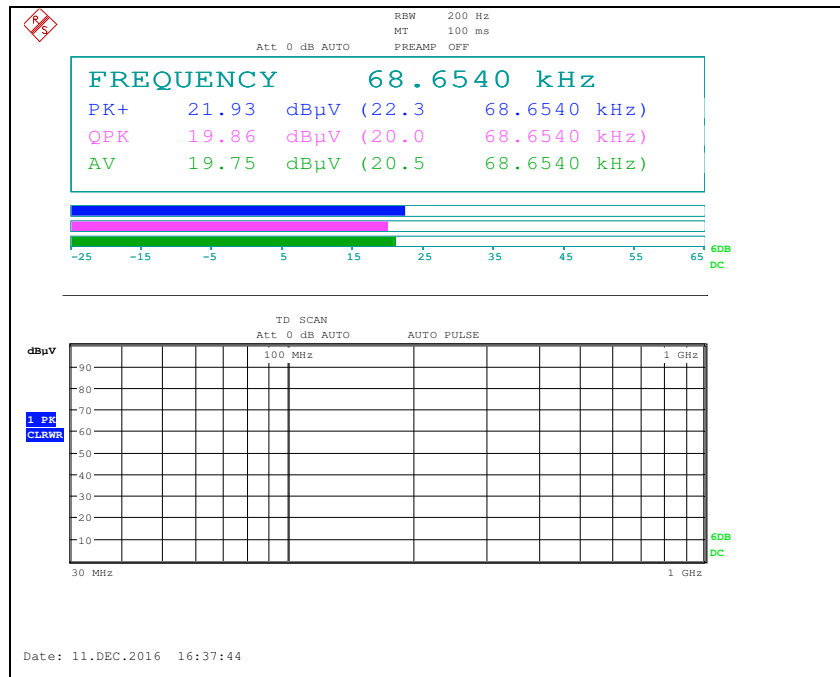 R S
RBW 200 Hz
MT 100 ms
Att 0 dB AUTO PREAMP OFF
FREQUENCY 68.6540 kHz
PK+ 21.93 dBµV (22.3 68.6540 kHz)
QPK 19.86 dBµV (20.0 68.6540 kHz)
AV 19.75 dBµV (20.5 68.6540 kHz)
-25 -15 -5 5 15 25 35 45 55 65
6DB
DC
TD SCAN
Att 0 dB AUTO AUTO PULSE
dBµV
100 MHz 1 GHz
90
80
70
1 PK
CLRWR
60
50
40
30
20
10
6DB
DC
30 MHz 1 GHz
Date: 11.DEC.2016 16:37:44